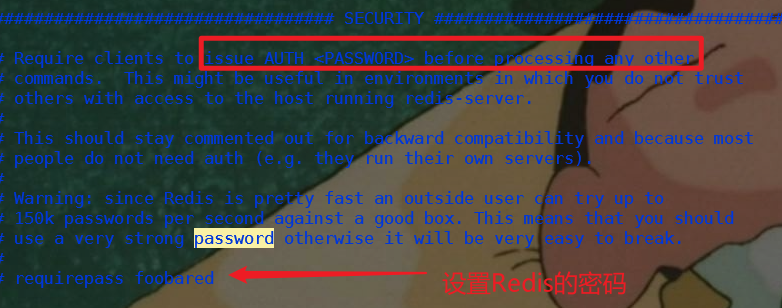 ################################## SECURITY ###################################
# Require clients to issue AUTH <PASSWORD> before processing any other
# commands.  This might be useful in environments in which you do not trust
# others with access to the host running redis-server.
#
# This should stay commented out for backward compatibility and because most
# people do not need auth (e.g. they run their own servers).
#
# Warning: since Redis is pretty fast an outside user can try up to
# 150k passwords per second against a good box. This means that you should
# use a very strong password otherwise it will be very easy to break.
#
# requirepass foobared
设置Redis的密码